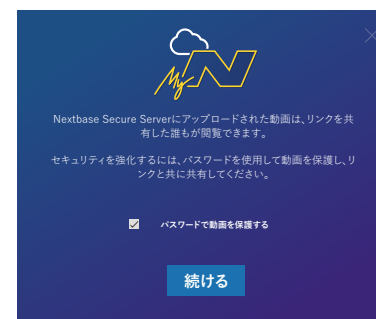 My N
Nextbase Secure Serverにアップロードされた動画は、リンクを共
有した誰もが閲覧できます。
セキュリティを強化するには、パスワードを使用して動画を保護し、リ
ンクと共に共有してください。
パスワードで動画を保護する
続ける